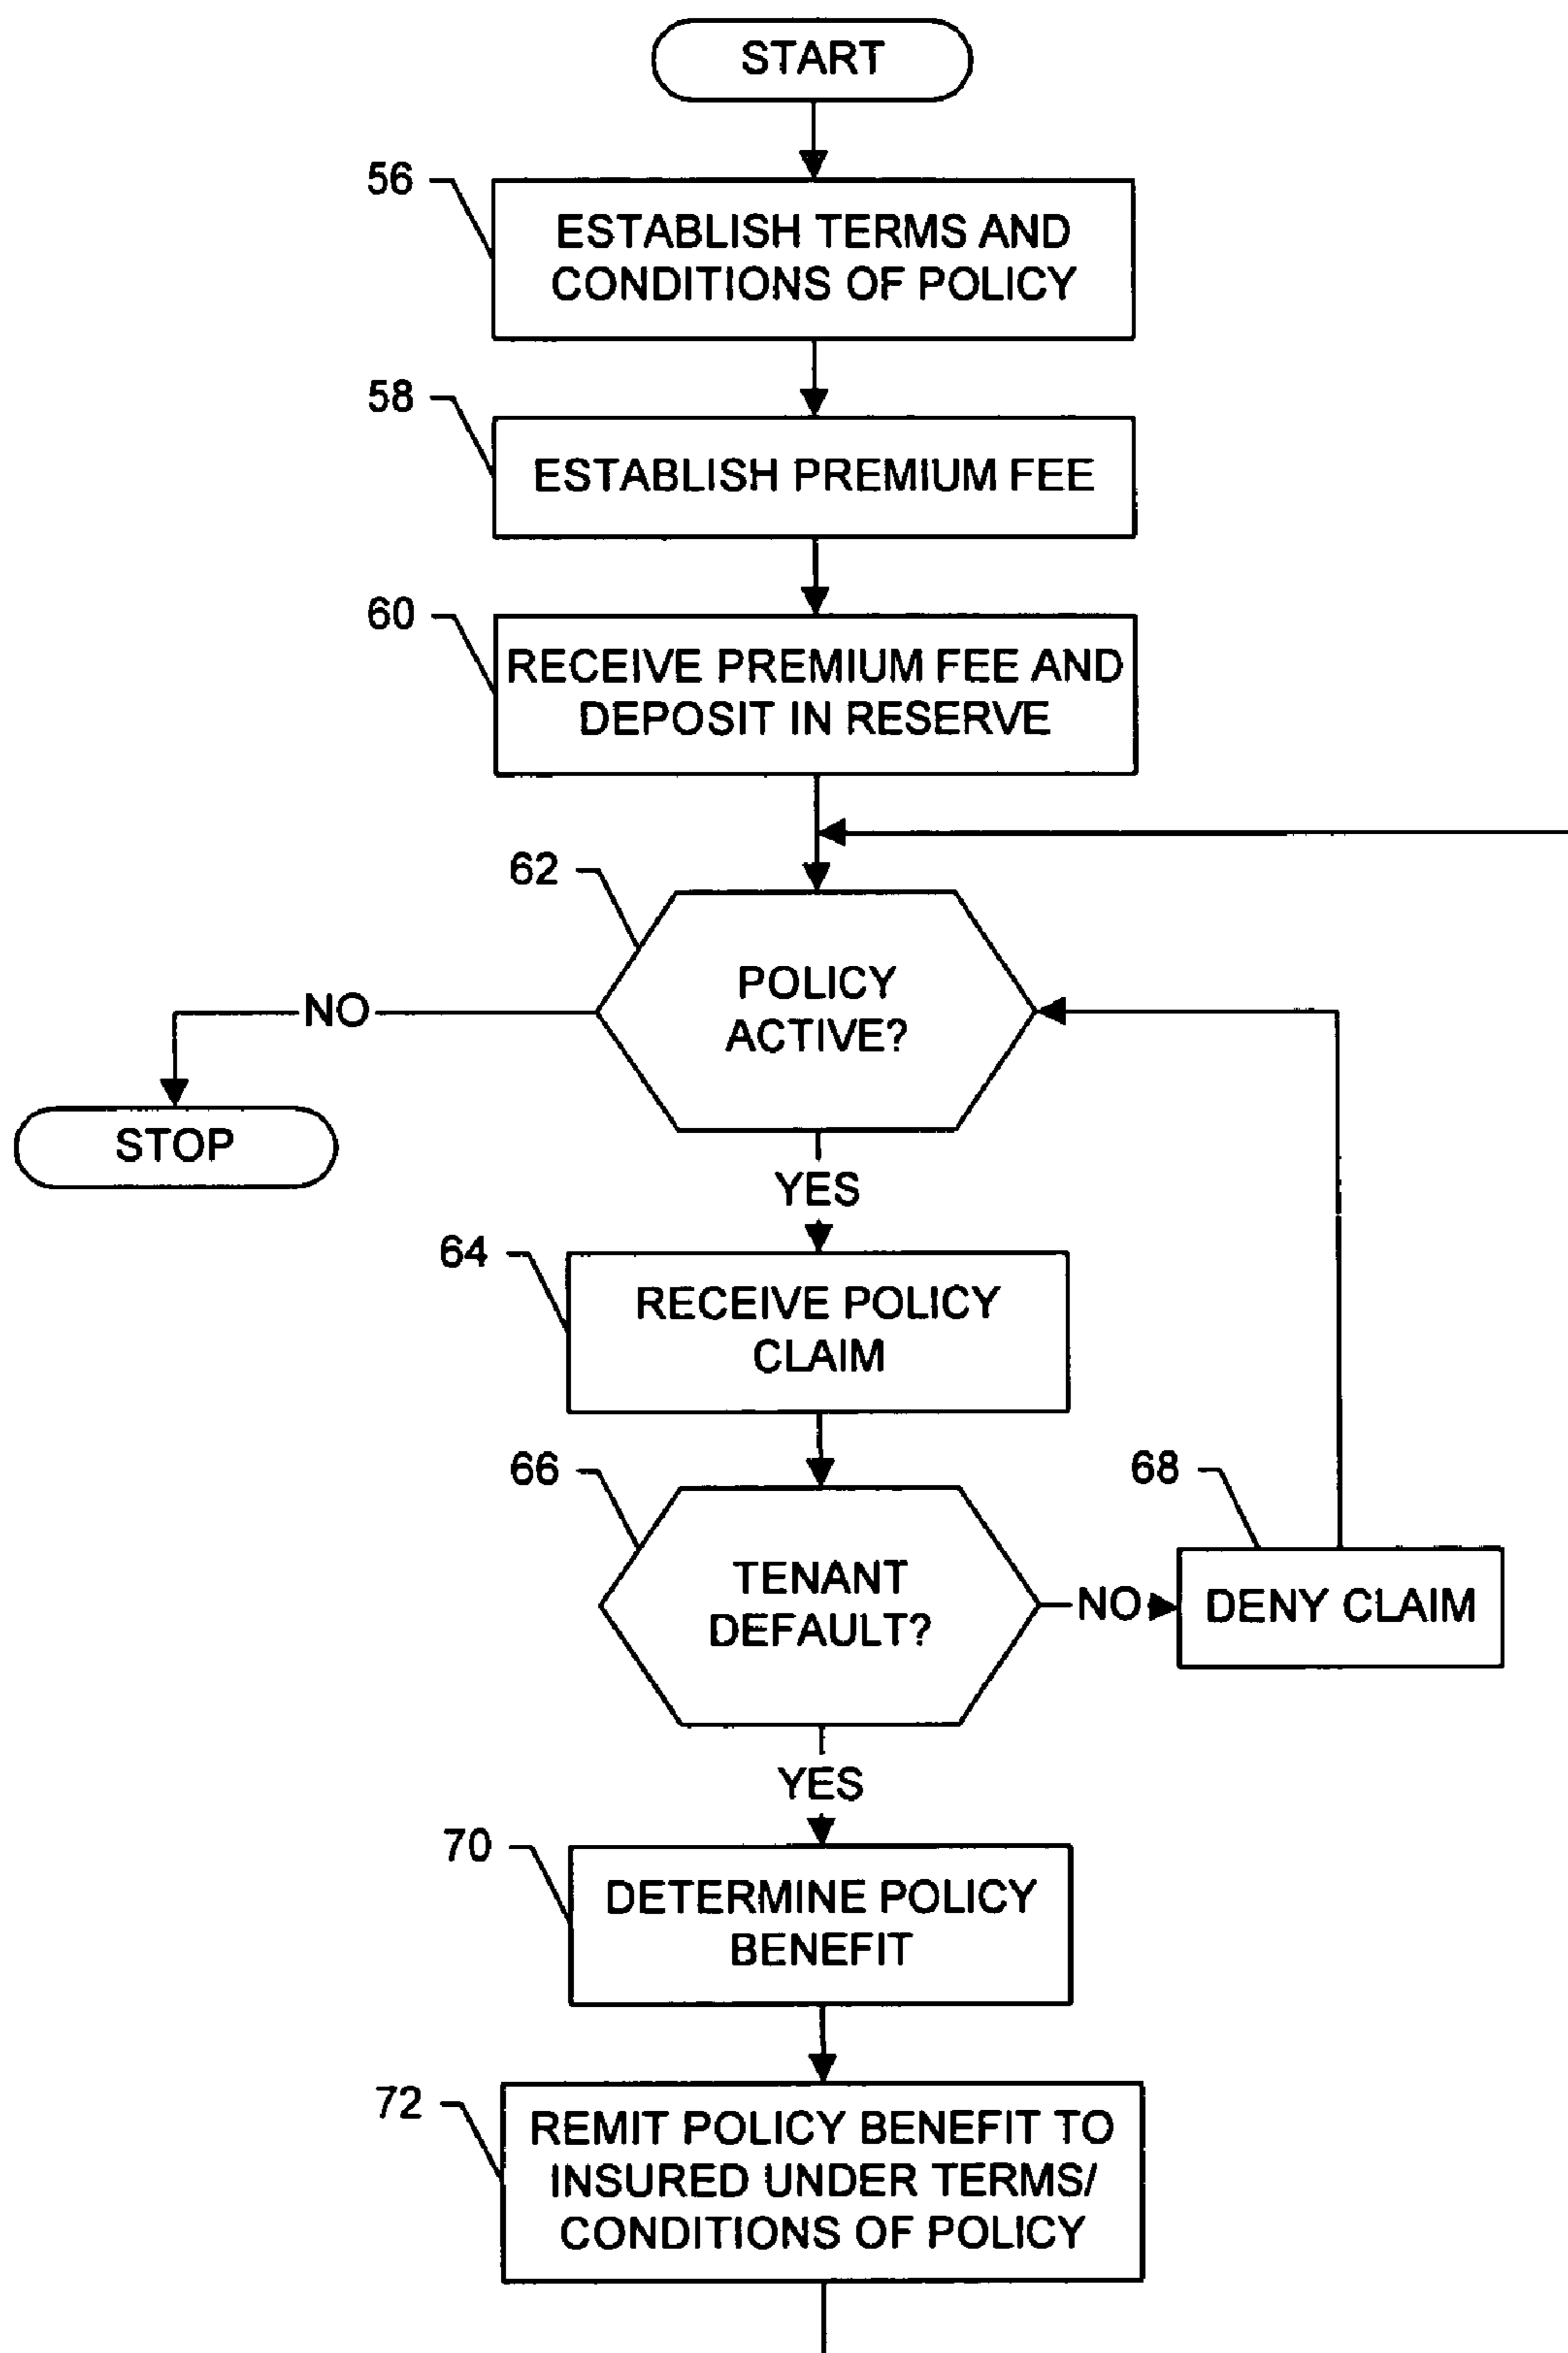 START
56
ESTABLISH TERMS AND
CONDITIONS OF POLICY
58
ESTABLISH PREMIUM FEE
60
RECEIVE PREMIUM FEE AND
DEPOSIT IN RESERVE
62
POLICY
ACTIVE?
NO
STOP
YES
64
RECEIVE POLICY
CLAIM
66
TENANT
DEFAULT?
NO
68
DENY CLAIM
YES
70
DETERMINE POLICY
BENEFIT
72
REMIT POLICY BENEFIT TO
INSURED UNDER TERMS/
CONDITIONS OF POLICY